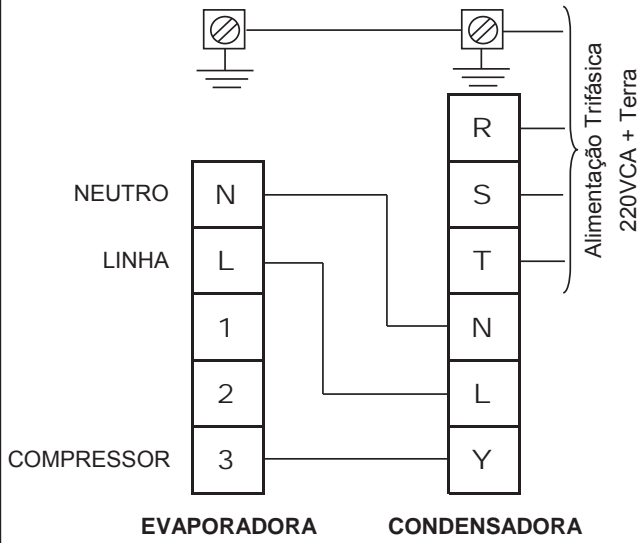 R
NEUTRO N S
LINHA L T
1 N
2 L
COMPRESSOR 3 Y
EVAPORADORA CONDENSADORA
Alimentação Trifásica
220VCA + Terra